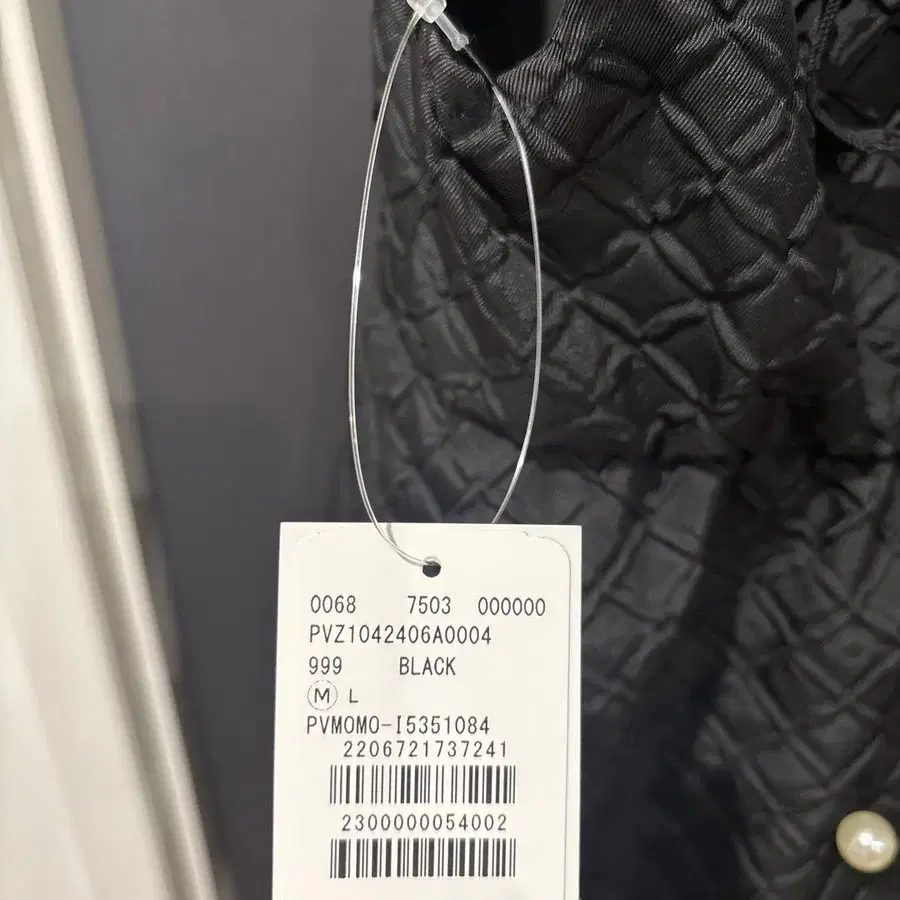 0068 7503 000000
PVZ1042406A0004
999 BLACK
Ⓜ L
PVMOMO-I5351084
2206721737241
2300000054002